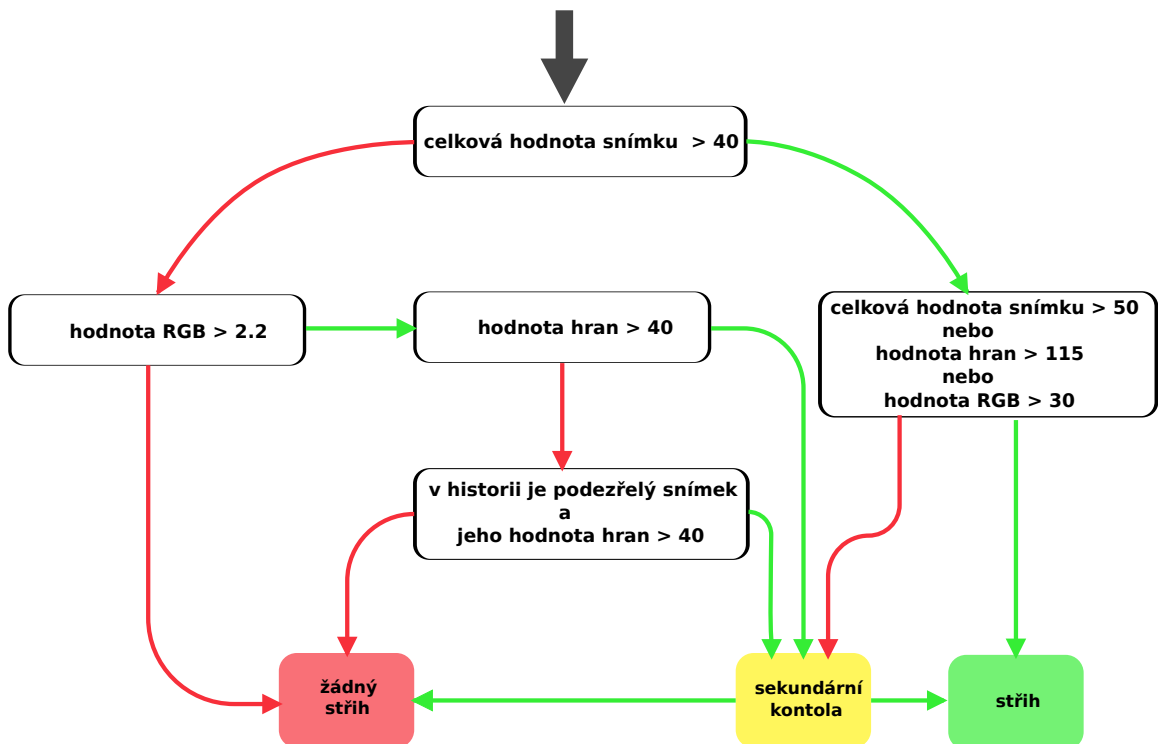 celková hodnota snímku > 40
hodnota RGB > 2.2
hodnota hran > 40
celková hodnota snímku > 50
nebo
hodnota hran > 115
nebo
hodnota RGB > 30
v historii je podezřelý snímek
a
jeho hodnota hran > 40
žádný
střih
sekundární
kontola
střih